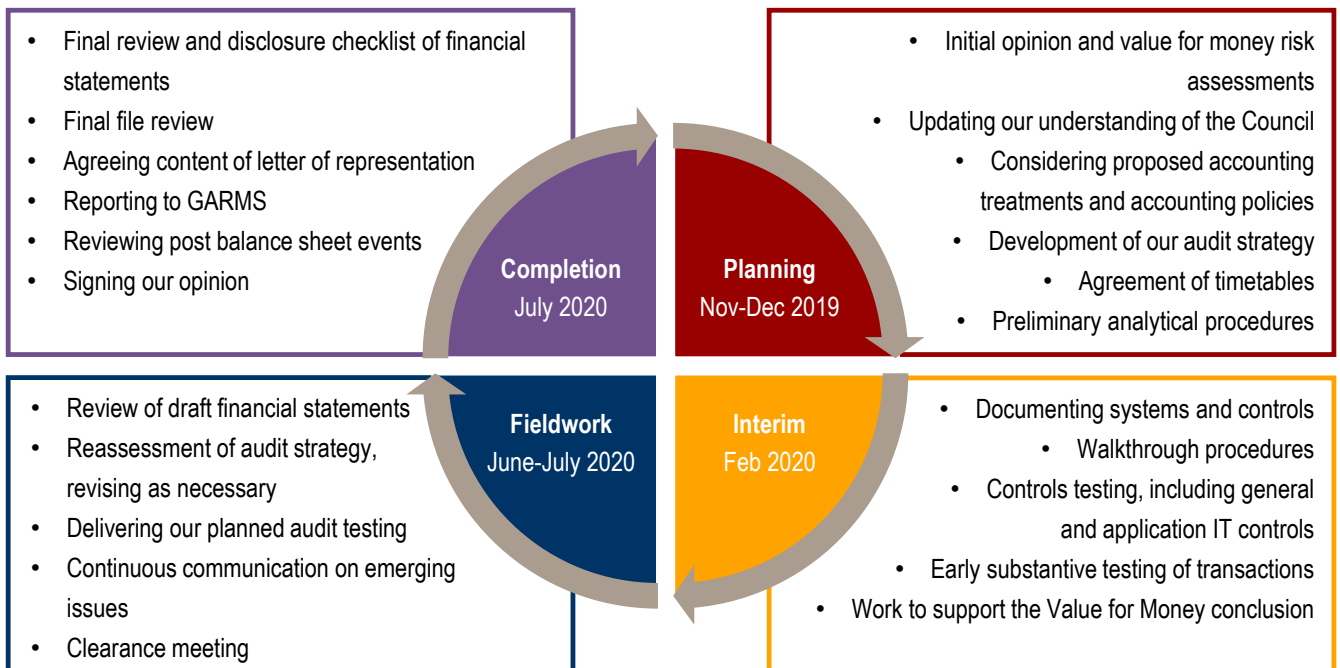 • Final review and disclosure checklist of financial
statements
• Final file review
• Agreeing content of letter of representation
• Reporting to GARMS
• Reviewing post balance sheet events
• Signing our opinion
• Initial opinion and value for money risk
assessments
• Updating our understanding of the Council
• Considering proposed accounting
treatments and accounting policies
• Development of our audit strategy
• Agreement of timetables
• Preliminary analytical procedures
Completion
July 2020
Planning
Nov-Dec 2019
Fieldwork
June-July 2020
Interim
Feb 2020
• Review of draft financial statements
• Reassessment of audit strategy,
revising as necessary
• Delivering our planned audit testing
• Continuous communication on emerging
issues
• Clearance meeting
• Documenting systems and controls
• Walkthrough procedures
• Controls testing, including general
and application IT controls
• Early substantive testing of transactions
• Work to support the Value for Money conclusion